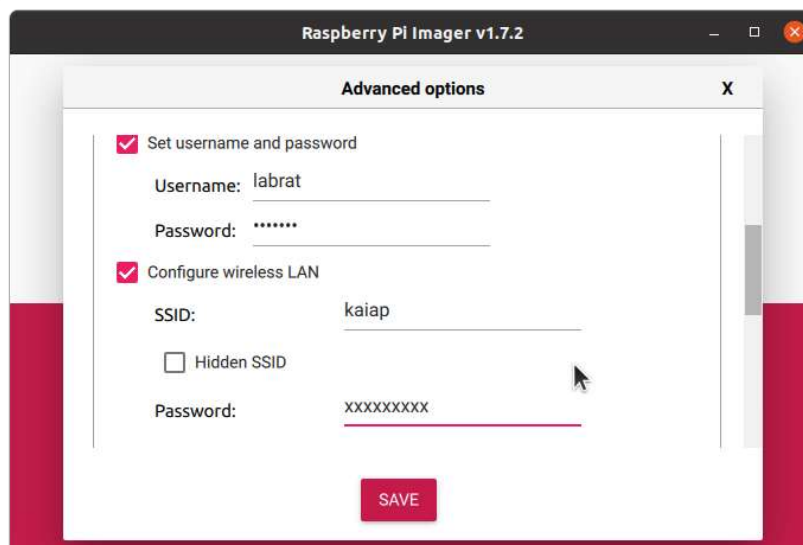 Raspberry Pi Imager v1.7.2
Advanced options X
Set username and password
Username: labrat
Password: •••••••
Configure wireless LAN
SSID: kaiap
Hidden SSID
Password: xxxxxxxxx
SAVE